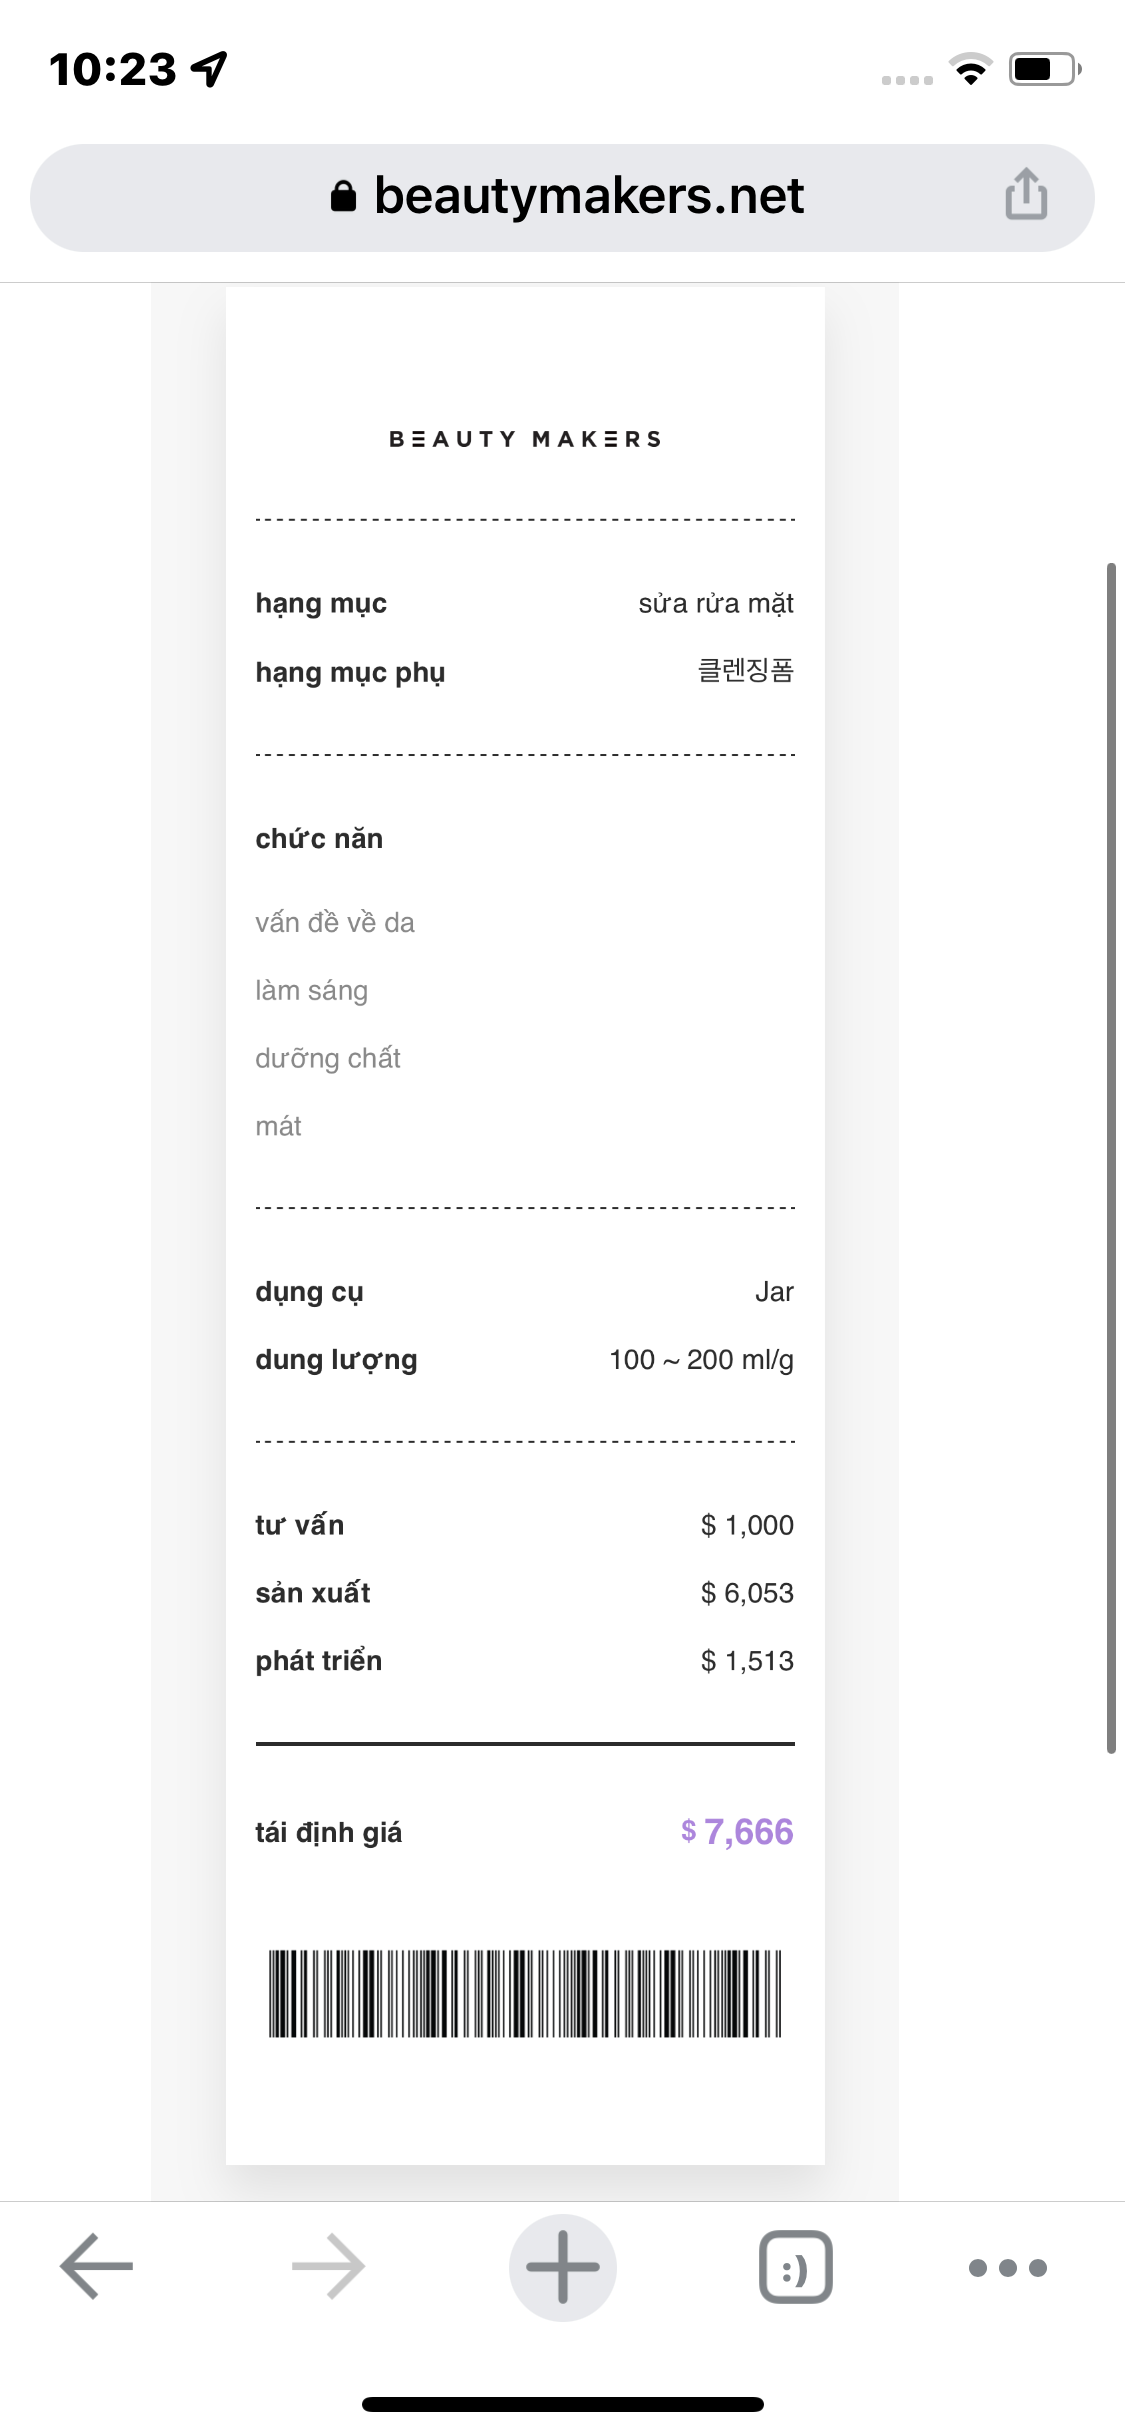 10:23
beautymakers.net
BEAUTY MAKERS
hạng mục sửa rửa mặt
hạng mục phụ 클렌징폼
chức năn
vấn đề về da
làm sáng
dưỡng chất
mát
dụng cụ Jar
dung lượng 100 ~ 200 ml/g
tư vấn $ 1,000
sản xuất $ 6,053
phát triển $ 1,513
tái định giá $ 7,666
:)